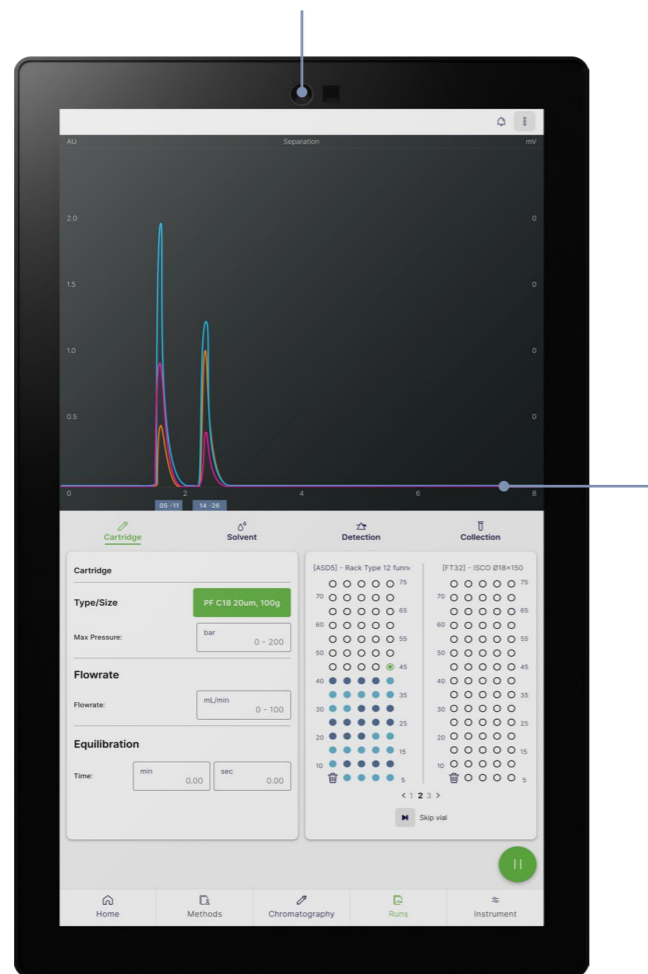 AU Separation mV
2.0 0
1.5 0
1.0 0
0.5 0
0 2 4 6 8
05 -11 14 -26
Cartridge Solvent Detection Collection
Cartridge
Type/Size PF C18 20um, 100g
Max Pressure: bar 0 - 200
Flowrate
Flowrate: mL/min 0 - 100
Equilibration
Time: min 0.00 sec 0.00
[ASD5] - Rack Type 12 funn
75
70
65
60
55
50
45
40
35
30
25
20
15
10
5
[FT32] - ISCO Ø18×150
75
70
65
60
55
50
45
40
35
30
25
20
15
10
5
< 1 2 3 >
Skip vial
Home Methods Chromatography Runs Instrument